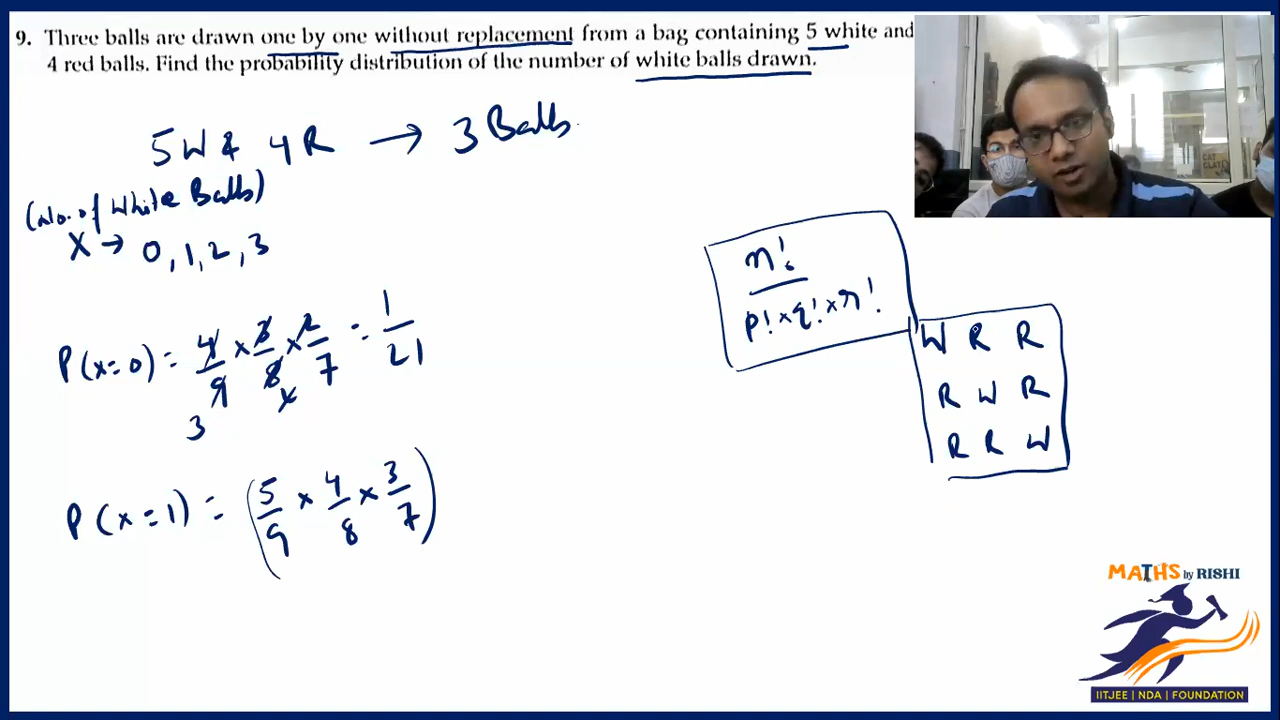 9. Three balls are drawn one by one without replacement from a bag containing 5 white and
4 red balls. Find the probability distribution of the number of white balls drawn.
5W & 4R → 3 Balls
(No. of White Balls)
X → 0, 1, 2, 3
n!
p! × q! × r!
W R R
R W R
R R W
P(x=0) = 4/9 × 3/8 × 2/7 = 1/21
3
P(x=1) = (5/9 × 4/8 × 3/7)
MATHS by RISHI
IITJEE | NDA | FOUNDATION